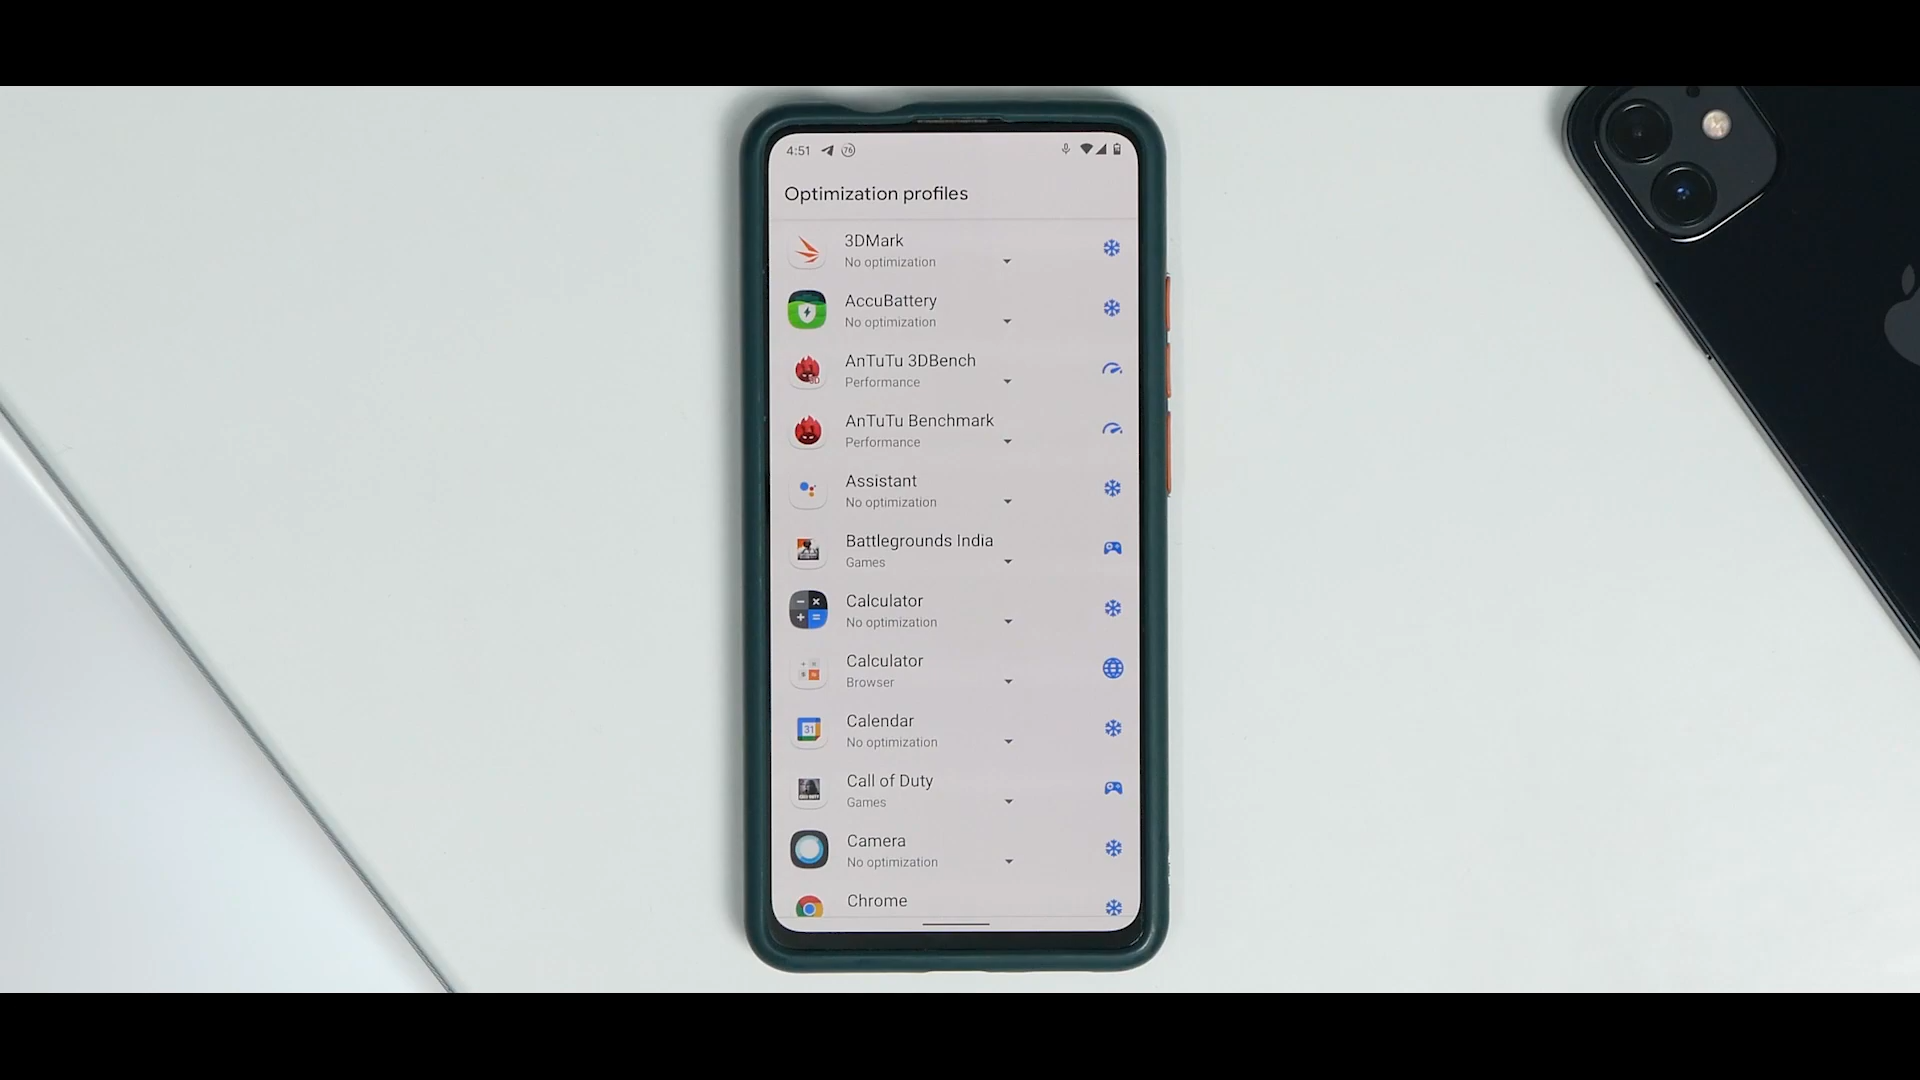 4:51 76
Optimization profiles
3DMark
No optimization
AccuBattery
No optimization
AnTuTu 3DBench
Performance
AnTuTu Benchmark
Performance
Assistant
No optimization
Battlegrounds India
Games
Calculator
No optimization
Calculator
Browser
31
Calendar
No optimization
Call of Duty
Games
Camera
No optimization
Chrome